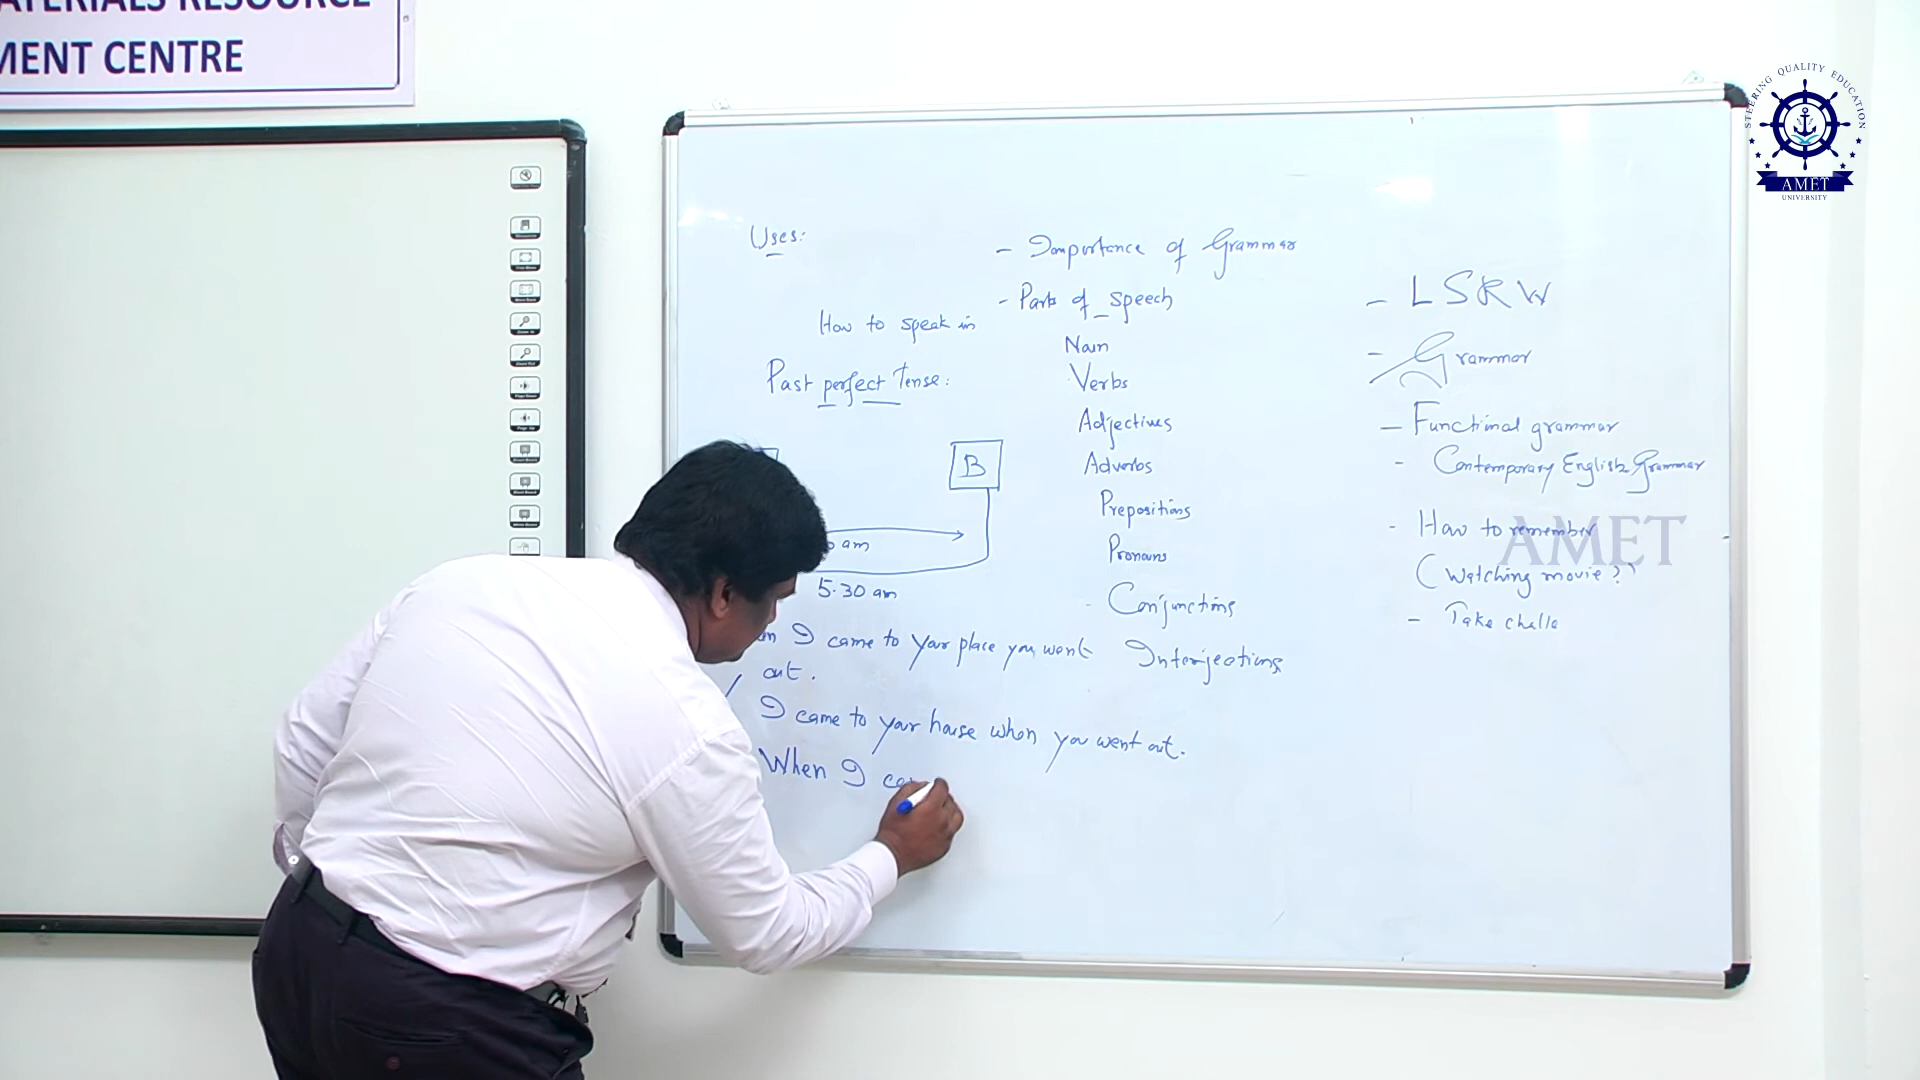 MATERIALS RESOURCE
MENT CENTRE
STEERING QUALITY EDUCATION
AMET
UNIVERSITY
Uses:
How to speak in
Past perfect Tense:
B
am
5.30 am
I came to your place you went
out.
I came to your house when you went out.
When I
- Importance of Grammar
- Parts of speech
Noun
Verbs
Adjectives
Adverbs
Prepositions
Pronouns
- Conjunctions
Interjections
- LSRW
- Grammar
- Functional grammar
- Contemporary English Grammar
- How to remember
(Watching movie?)
- Take challe
AMET